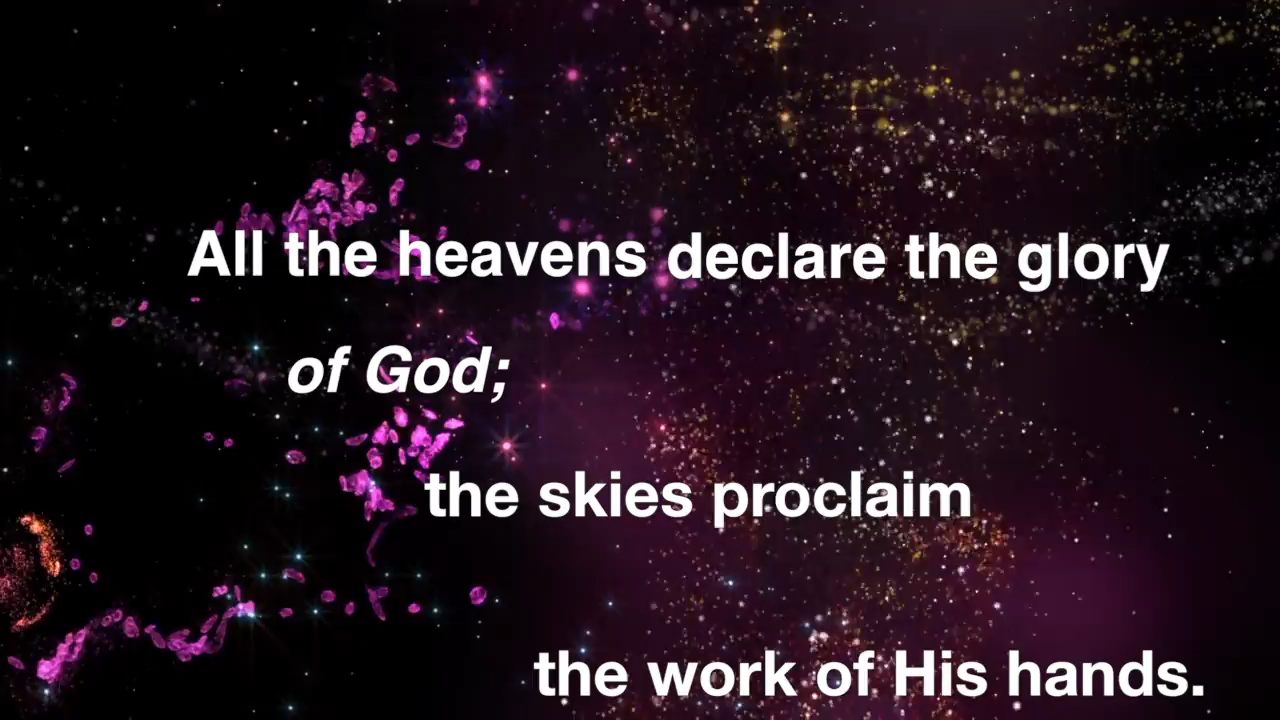 All the heavens declare the glory
of God;
the skies proclaim
the work of His hands.